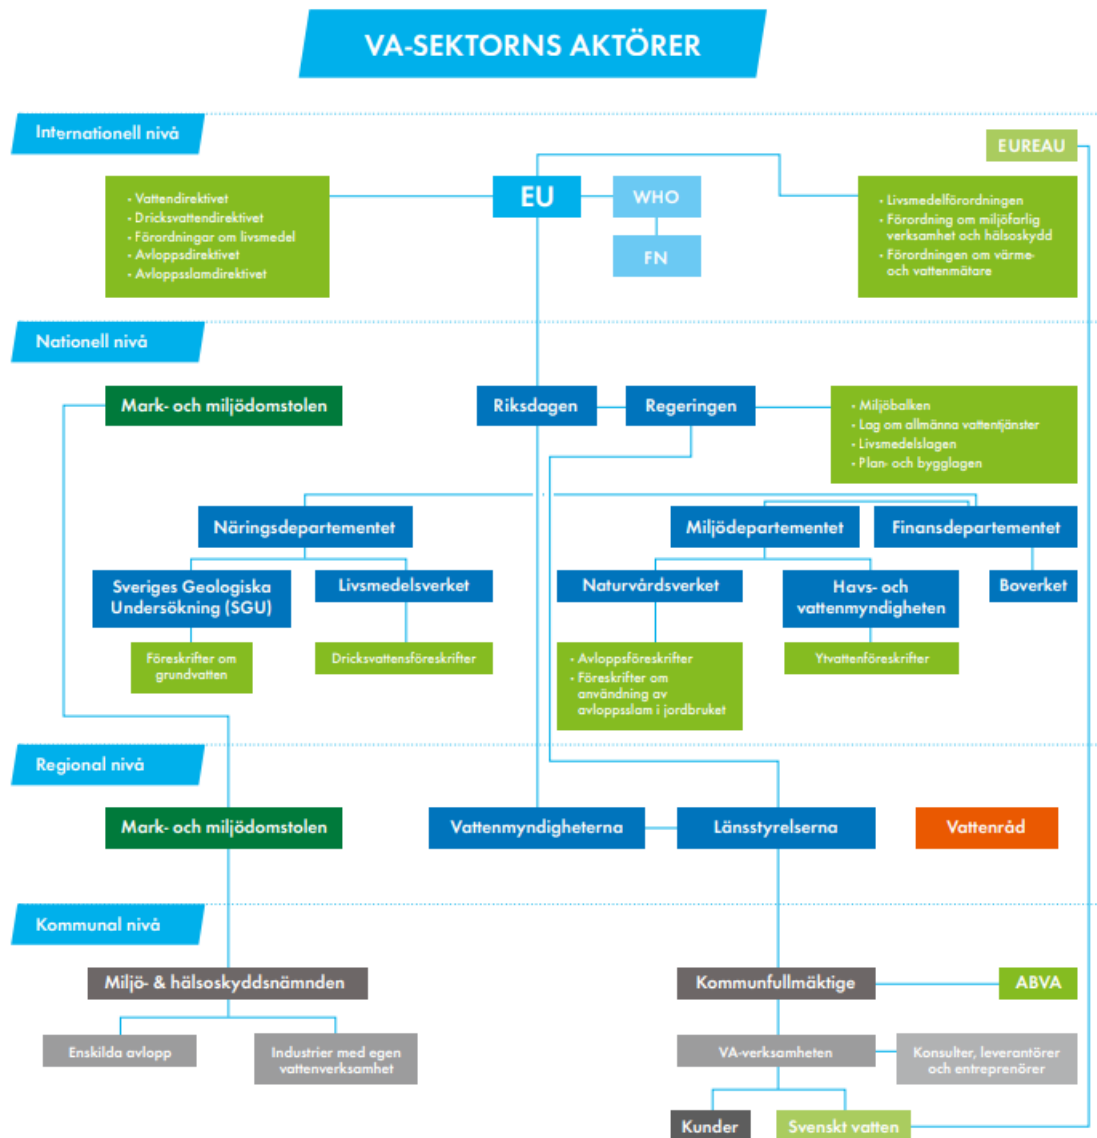 VA-SEKTORNS AKTÖRER
Internationell nivå
EUREAU
• Vattendirektivet
• Dricksvattendirektivet
• Förordningar om livsmedel
• Avloppsdirektivet
• Avloppsslamdirektivet
EU
WHO
FN
• Livsmedelförordningen
• Förordning om miljöfarlig
verksamhet och hälsoskydd
• Förordningen om värme-
och vattenmätare
Nationell nivå
Mark- och miljödomstolen
Riksdagen
Regeringen
• Miljöbalken
• Lag om allmänna vattentjänster
• Livsmedelslagen
• Plan- och bygglagen
Näringsdepartementet
Miljödepartementet
Finansdepartementet
Sveriges Geologiska
Undersökning (SGU)
Livsmedelsverket
Naturvårdsverket
Havs- och
vattenmyndigheten
Boverket
Föreskrifter om
grundvatten
Dricksvattensföreskrifter
• Avloppsföreskrifter
• Föreskrifter om
användning av
avloppsslam i jordbruket
Ytvattenföreskrifter
Regional nivå
Mark- och miljödomstolen
Vattenmyndigheterna
Länsstyrelserna
Vattenråd
Kommunal nivå
Miljö- & hälsoskyddsnämnden
Kommunfullmäktige
ABVA
Enskilda avlopp
Industrier med egen
vattenverksamhet
VA-verksamheten
Konsulter, leverantörer
och entreprenörer
Kunder
Svenskt vatten